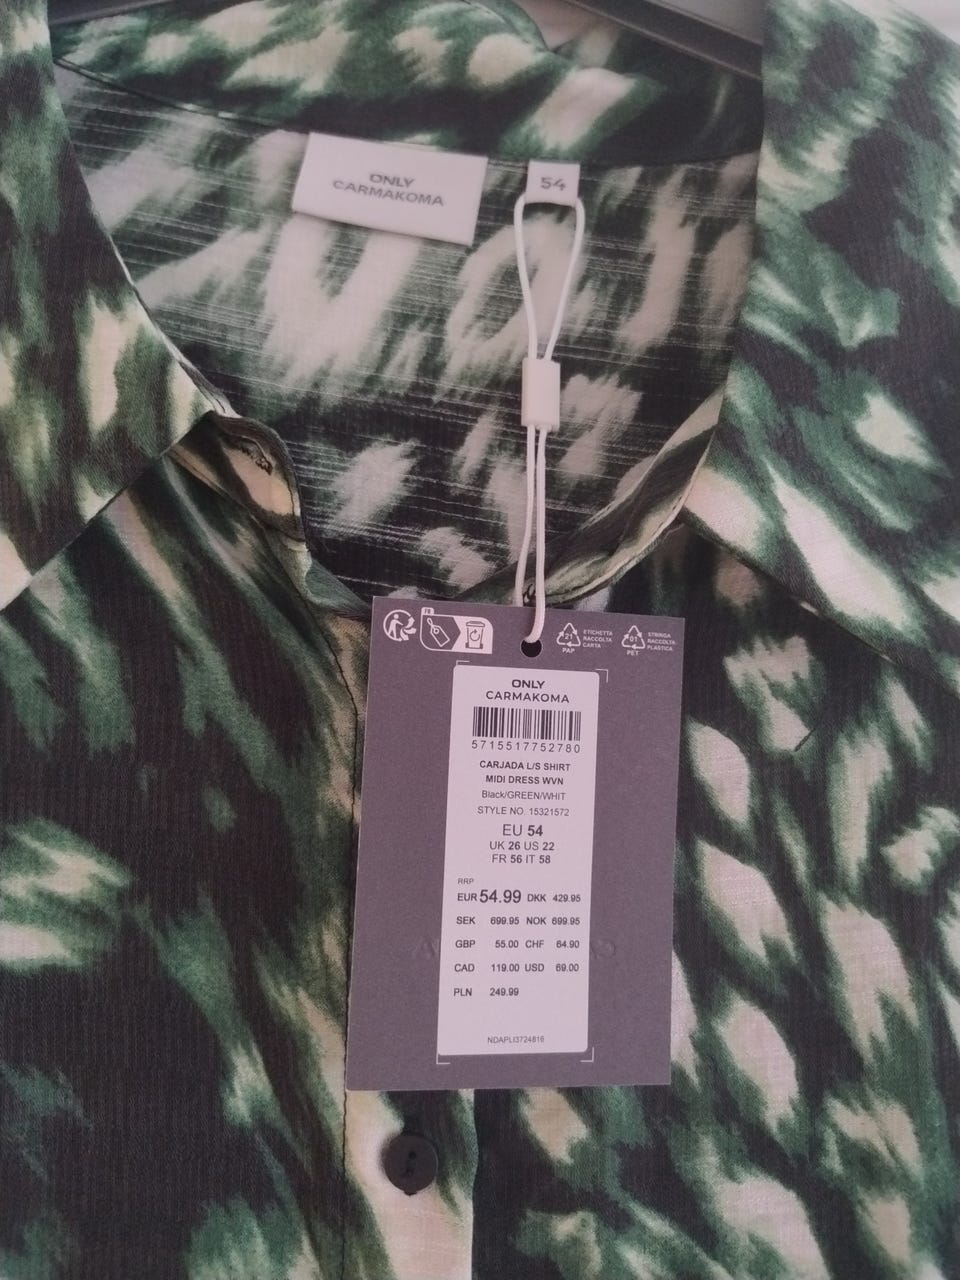 ONLY
CARMAKOMA
54
FR
21
PAP
ETICHETTA
RACCOLTA
CARTA
01
PET
STRINGA
RACCOLTA
PLASTICA
ONLY
CARMAKOMA
5715517752780
CARJADA L/S SHIRT
MIDI DRESS WVN
Black/GREEN/WHIT
STYLE NO. 15321572
EU 54
UK 26 US 22
FR 56 IT 58
RRP
EUR 54.99 DKK 429.95
SEK 699.95 NOK 699.95
GBP 55.00 CHF 64.90
CAD 119.00 USD 69.00
PLN 249.99
NDAPLI3724816